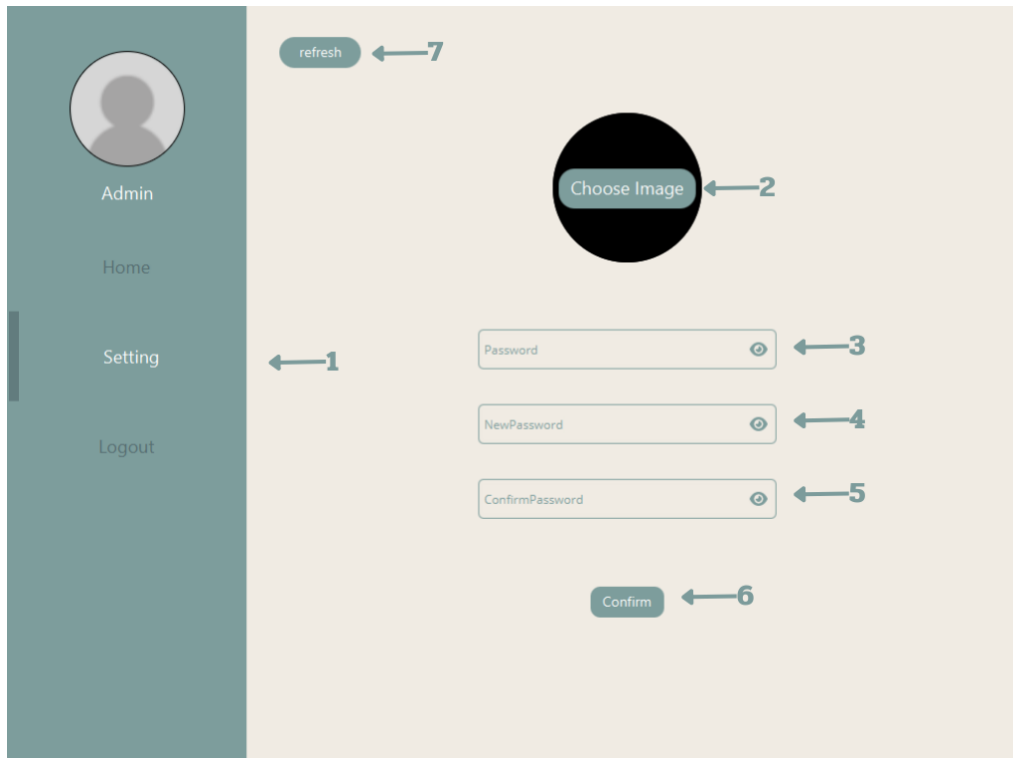 Admin
Home
Setting
Logout
refresh
7
Choose Image
2
1
Password
3
NewPassword
4
ConfirmPassword
5
Confirm
6